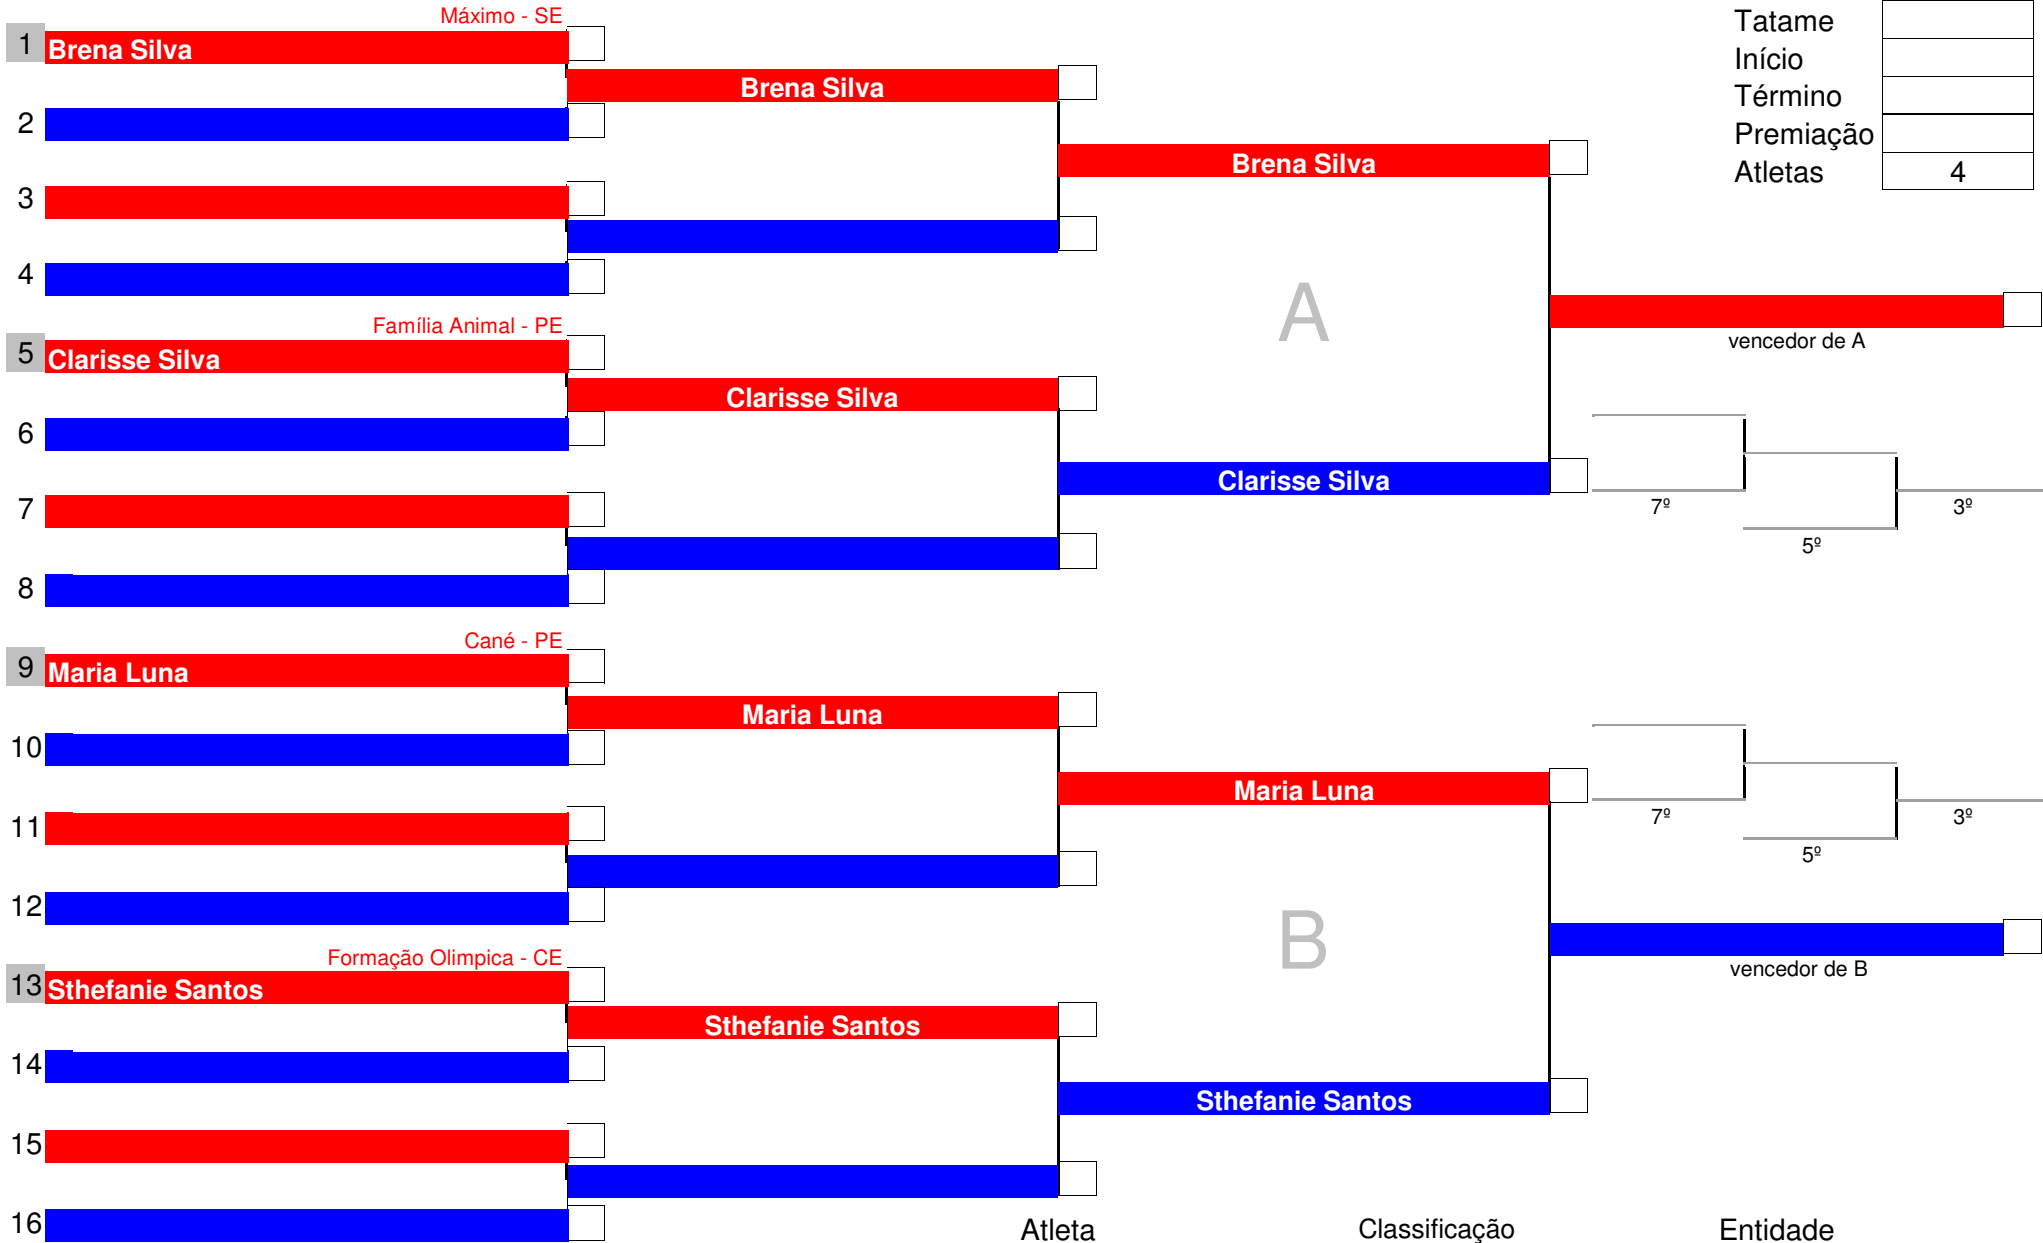 Máximo - SE
1 Brena Silva
Brena Silva
2
Brena Silva
3
4
Família Animal - PE
5 Clarisse Silva
Clarisse Silva
6
Clarisse Silva
7
8
A
vencedor de A
7º
5º
3º
Cané - PE
9 Maria Luna
Maria Luna
10
Maria Luna
11
12
Formação Olimpica - CE
13 Sthefanie Santos
Sthefanie Santos
14
Sthefanie Santos
15
16
B
7º
5º
3º
vencedor de B
Tatame
Início
Término
Premiação
Atletas 4
Atleta Classificação Entidade